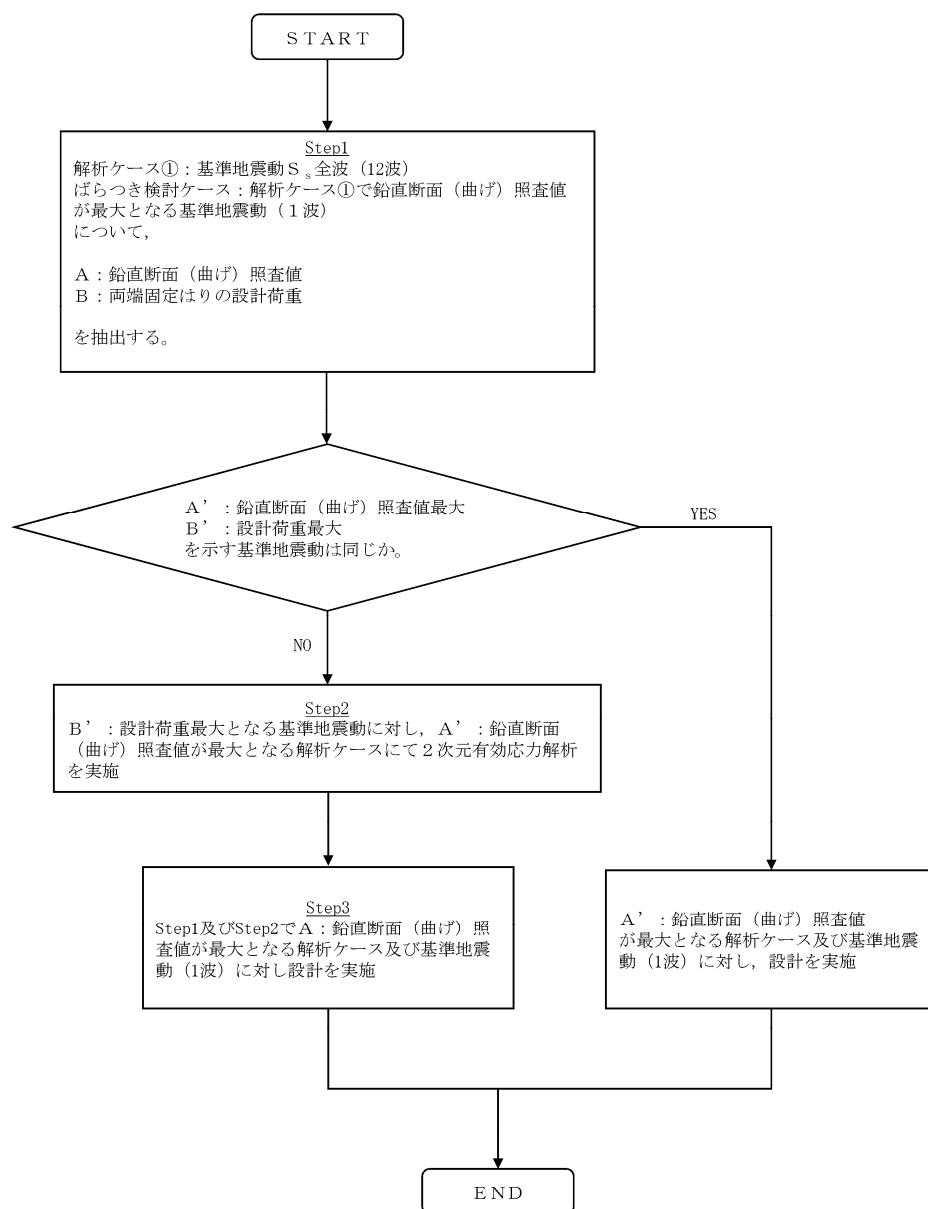 ＳＴＡＲＴ
Step1
解析ケース①：基準地震動Ｓｓ全波（12波）
ばらつき検討ケース：解析ケース①で鉛直断面（曲げ）照査値
が最大となる基準地震動（１波）
について，
Ａ：鉛直断面（曲げ）照査値
Ｂ：両端固定はりの設計荷重
を抽出する。
Ａ’：鉛直断面（曲げ）照査値最大
Ｂ’：設計荷重最大
を示す基準地震動は同じか。
YES
NO
Step2
Ｂ’：設計荷重最大となる基準地震動に対し，Ａ’：鉛直断面
（曲げ）照査値が最大となる解析ケースにて２次元有効応力解析
を実施
Step3
Step1及びStep2でＡ：鉛直断面（曲げ）照
査値が最大となる解析ケース及び基準地震
動（1波）に対し設計を実施
Ａ’：鉛直断面（曲げ）照査値
が最大となる解析ケース及び基準地震
動（1波）に対し，設計を実施
ＥＮＤ